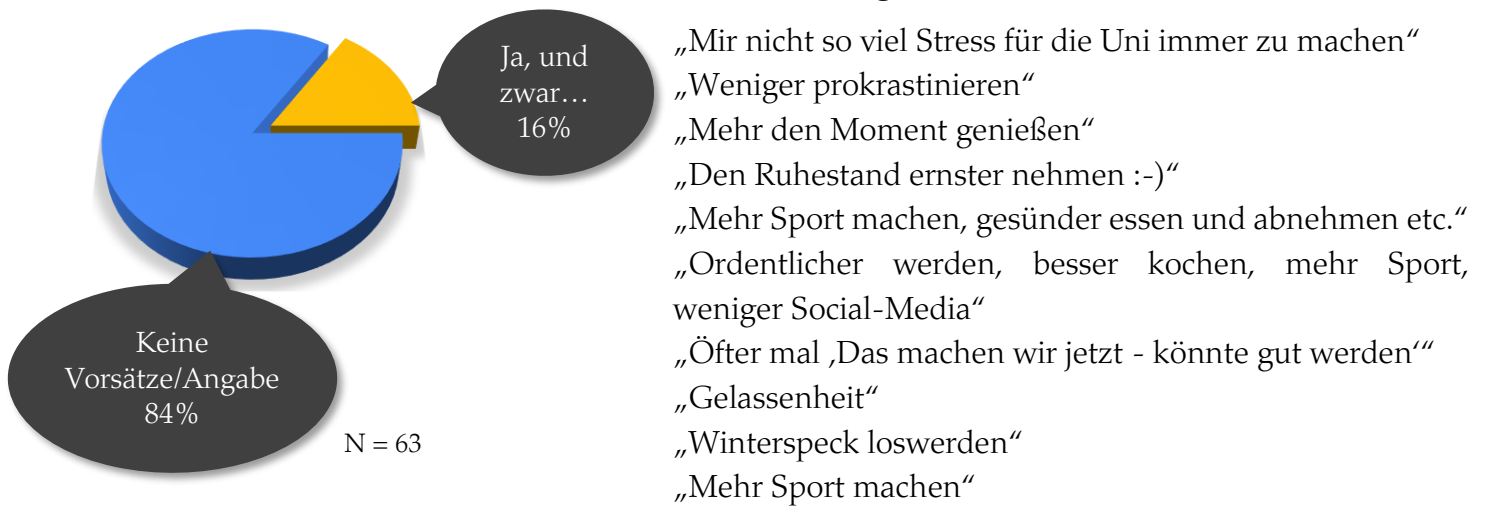 Ja, und
zwar…
16%
Keine
Vorsätze/Angabe
84%
N = 63
„Mir nicht so viel Stress für die Uni immer zu machen“
„Weniger prokrastinieren“
„Mehr den Moment genießen“
„Den Ruhestand ernster nehmen :-)“
„Mehr Sport machen, gesünder essen und abnehmen etc.“
„Ordentlicher werden, besser kochen, mehr Sport,
weniger Social-Media“
„Öfter mal ‚Das machen wir jetzt - könnte gut werden‘“
„Gelassenheit“
„Winterspeck loswerden“
„Mehr Sport machen“